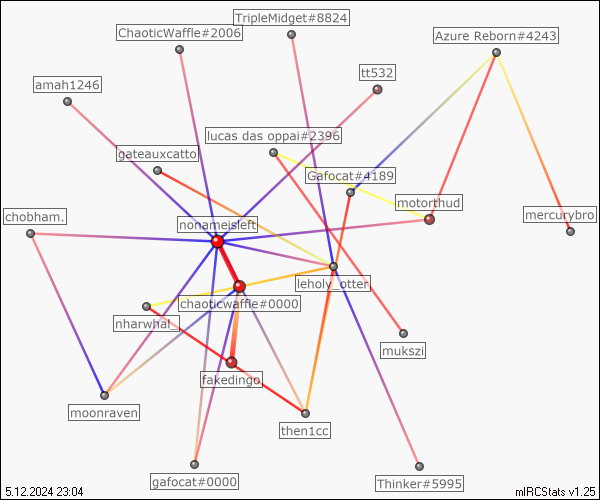 TripleMidget#8824
ChaoticWaffle#2006
Azure Reborn#4243
tt532
amah1246
lucas das oppai#2396
gateauxcatto
Gafocat#4189
motorthud
chobham.
mercurybro
nonameisleft
leholy_otter
chaoticwaffle#0000
nharwhal_
mukszi
fakedingo
moonraven
then1cc
gafocat#0000
Thinker#5995
5.12.2024 23:04
mIRCStats v1.25